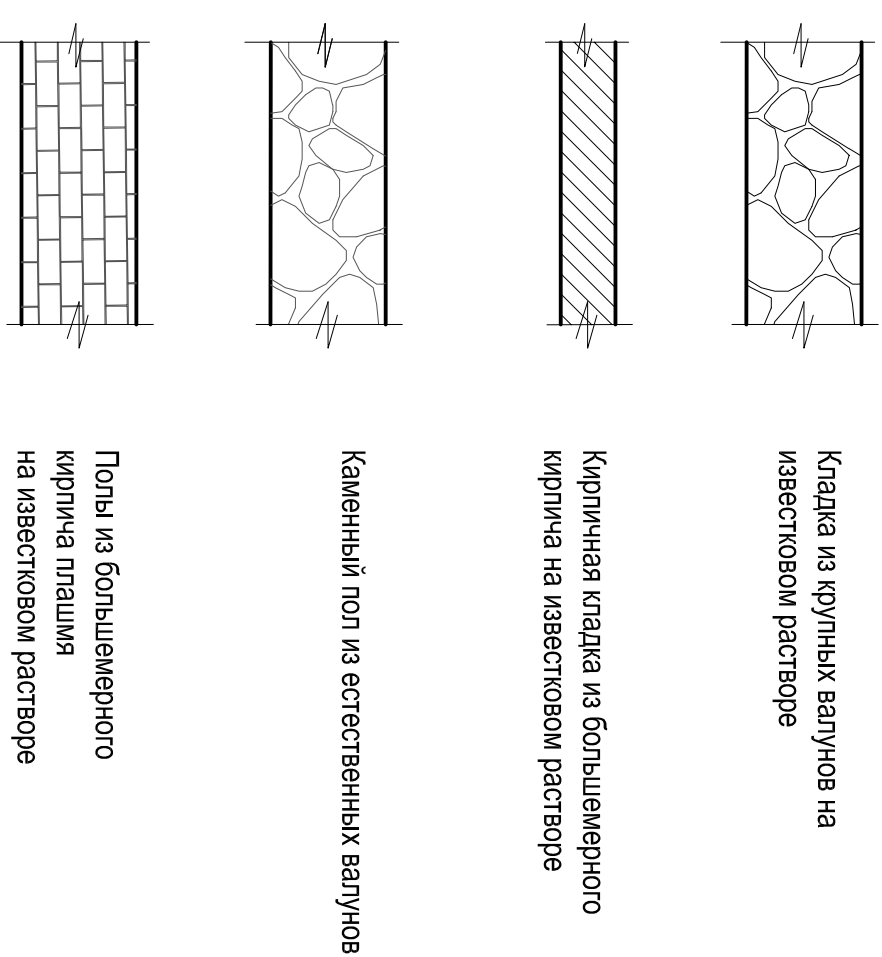 Кладка из крупных валунов на
известковом растворе
Кирпичная кладка из большемерного
кирпича на известковом растворе
Каменный пол из естественных валунов
Полы из большемерного
кирпича плашмя
на известковом растворе